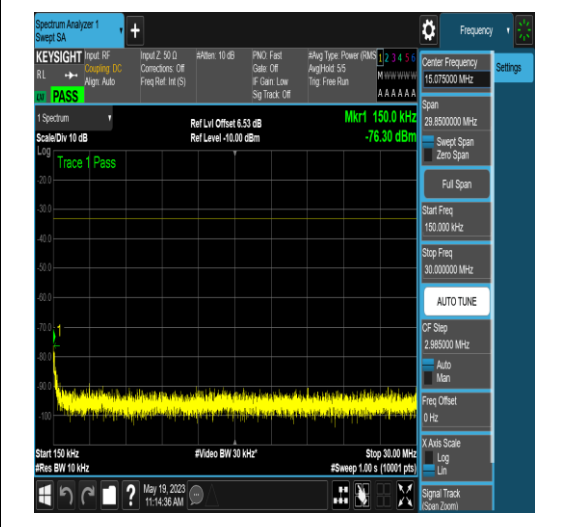 Spectrum Analyzer 1
Swept SA
+
Frequency
KEYSIGHT
RL
Input: RF
Coupling: DC
Align: Auto
Input Z: 50 Ω
Corrections: Off
Freq Ref: Int (S)
#Atten: 10 dB
PNO: Fast
Gate: Off
IF Gain: Low
Sig Track: Off
#Avg Type: Power (RMS
Avg|Hold: 5/5
Trig: Free Run
1 2 3 4 5 6
M w w w w w
A A A A A A
PASS
1 Spectrum
Scale/Div 10 dB
Ref Lvl Offset 6.53 dB
Ref Level -10.00 dBm
Mkr1 150.0 kHz
-76.30 dBm
Log
Trace 1 Pass
-20.0
-30.0
-40.0
-50.0
-60.0
-70.0
1
-80.0
-90.0
-100
Start 150 kHz
#Res BW 10 kHz
#Video BW 30 kHz*
Stop 30.00 MHz
#Sweep 1.00 s (10001 pts)
Center Frequency
15.075000 MHz
Settings
Span
29.8500000 MHz
Swept Span
Zero Span
Full Span
Start Freq
150.000 kHz
Stop Freq
30.000000 MHz
AUTO TUNE
CF Step
2.985000 MHz
Auto
Man
Freq Offset
0 Hz
X Axis Scale
Log
Lin
Signal Track
(Span Zoom)
?
May 19, 2023
11:14:36 AM